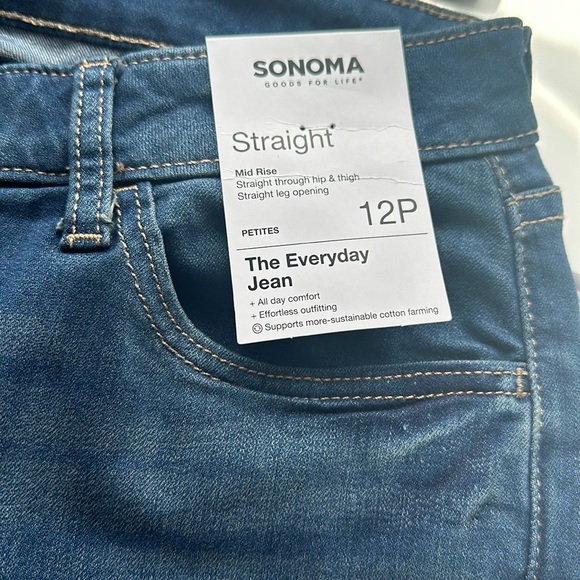 SONOMA
GOODS FOR LIFE®
Straight
Mid Rise
Straight through hip & thigh
Straight leg opening
PETITES 12P
The Everyday
Jean
+ All day comfort
+ Effortless outfitting
Supports more-sustainable cotton farming